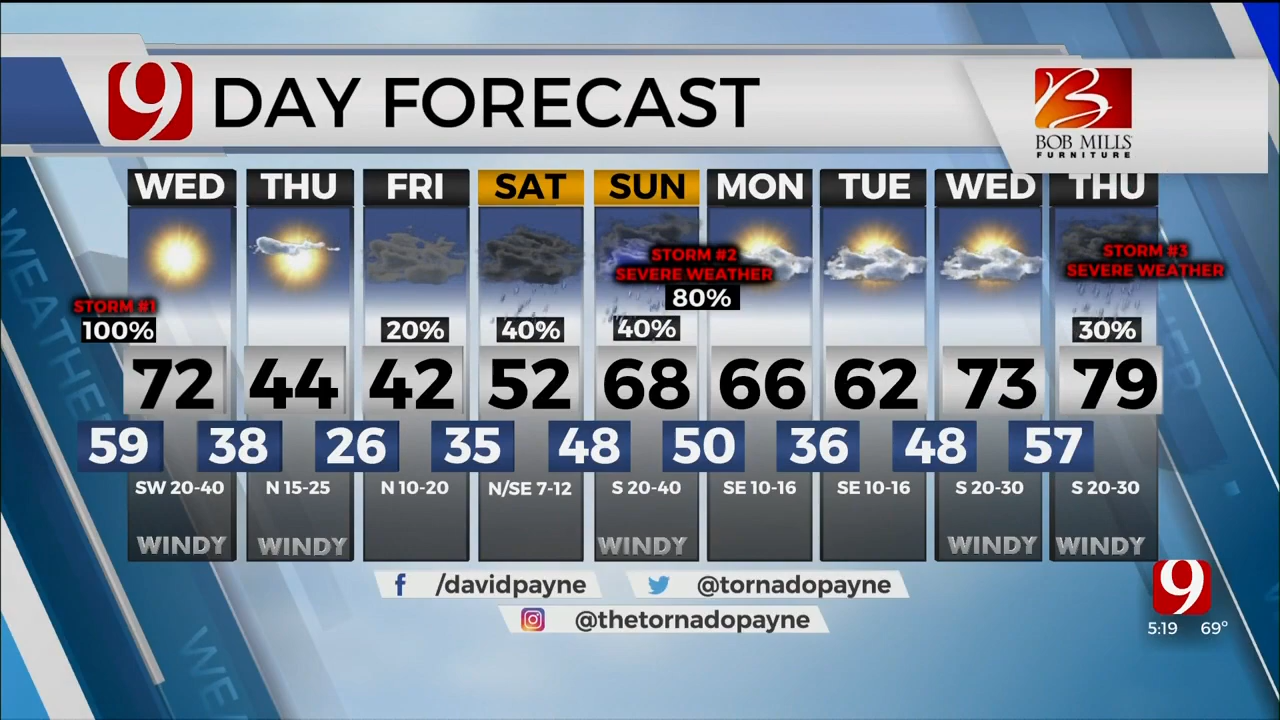 9 DAY FORECAST
BOB MILLS
FURNITURE
WED THU FRI SAT SUN MON TUE WED THU
STORM #1
100%
20%
40%
40%
STORM #2
SEVERE WEATHER
80%
STORM #3
SEVERE WEATHER
30%
72 44 42 52 68 66 62 73 79
59 38 26 35 48 50 36 48 57
SW 20-40 N 15-25 N 10-20 N/SE 7-12 S 20-40 SE 10-16 SE 10-16 S 20-30 S 20-30
WINDY WINDY WINDY WINDY WINDY
/davidpayne @tornadopayne
@thetornadopayne
9
5:19 69°
WEATHER
WE